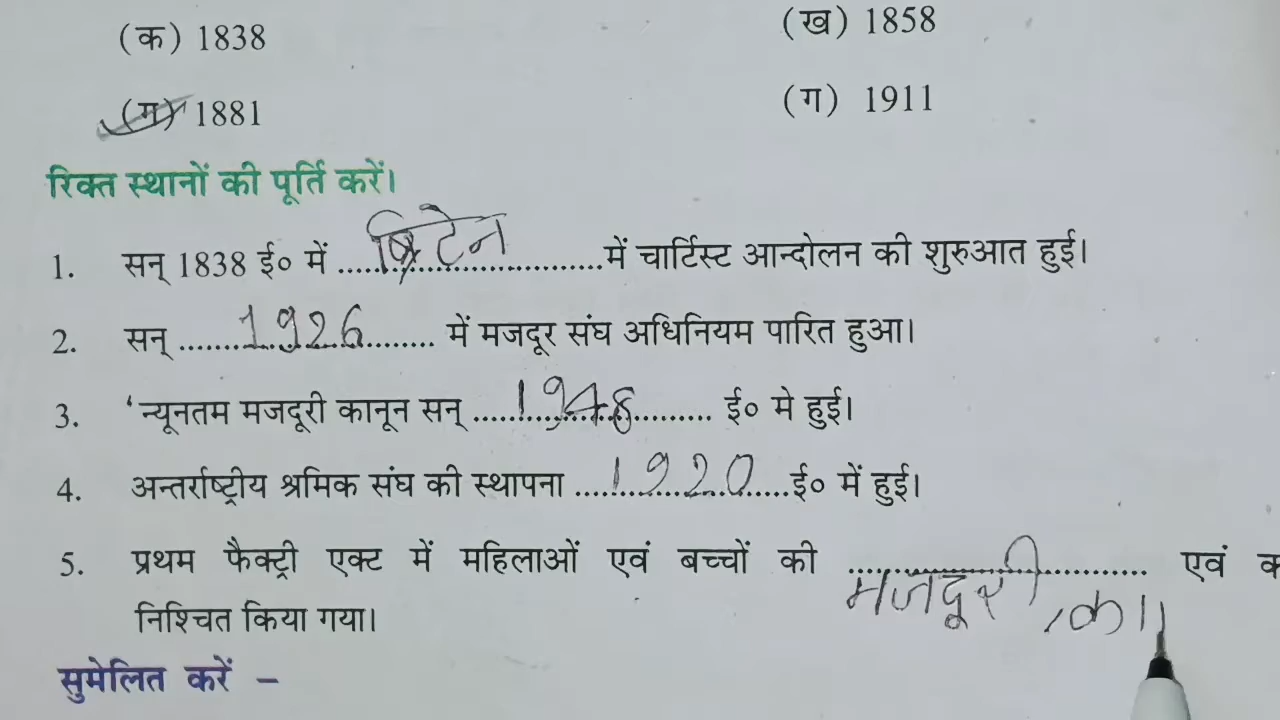 (क) 1838 (ख) 1858
(ग) 1881 (ग) 1911
रिक्त स्थानों की पूर्ति करें।
1. सन् 1838 ई० में ....ब्रिटेन....में चार्टिस्ट आन्दोलन की शुरुआत हुई।
2. सन् ....1926.... में मजदूर संघ अधिनियम पारित हुआ।
3. 'न्यूनतम मजदूरी कानून सन् ....1948.... ई० मे हुई।
4. अन्तर्राष्ट्रीय श्रमिक संघ की स्थापना ....1920....ई० में हुई।
5. प्रथम फैक्ट्री एक्ट में महिलाओं एवं बच्चों की ............ एवं
मजदूरी
निश्चित किया गया।
सुमेलित करें –